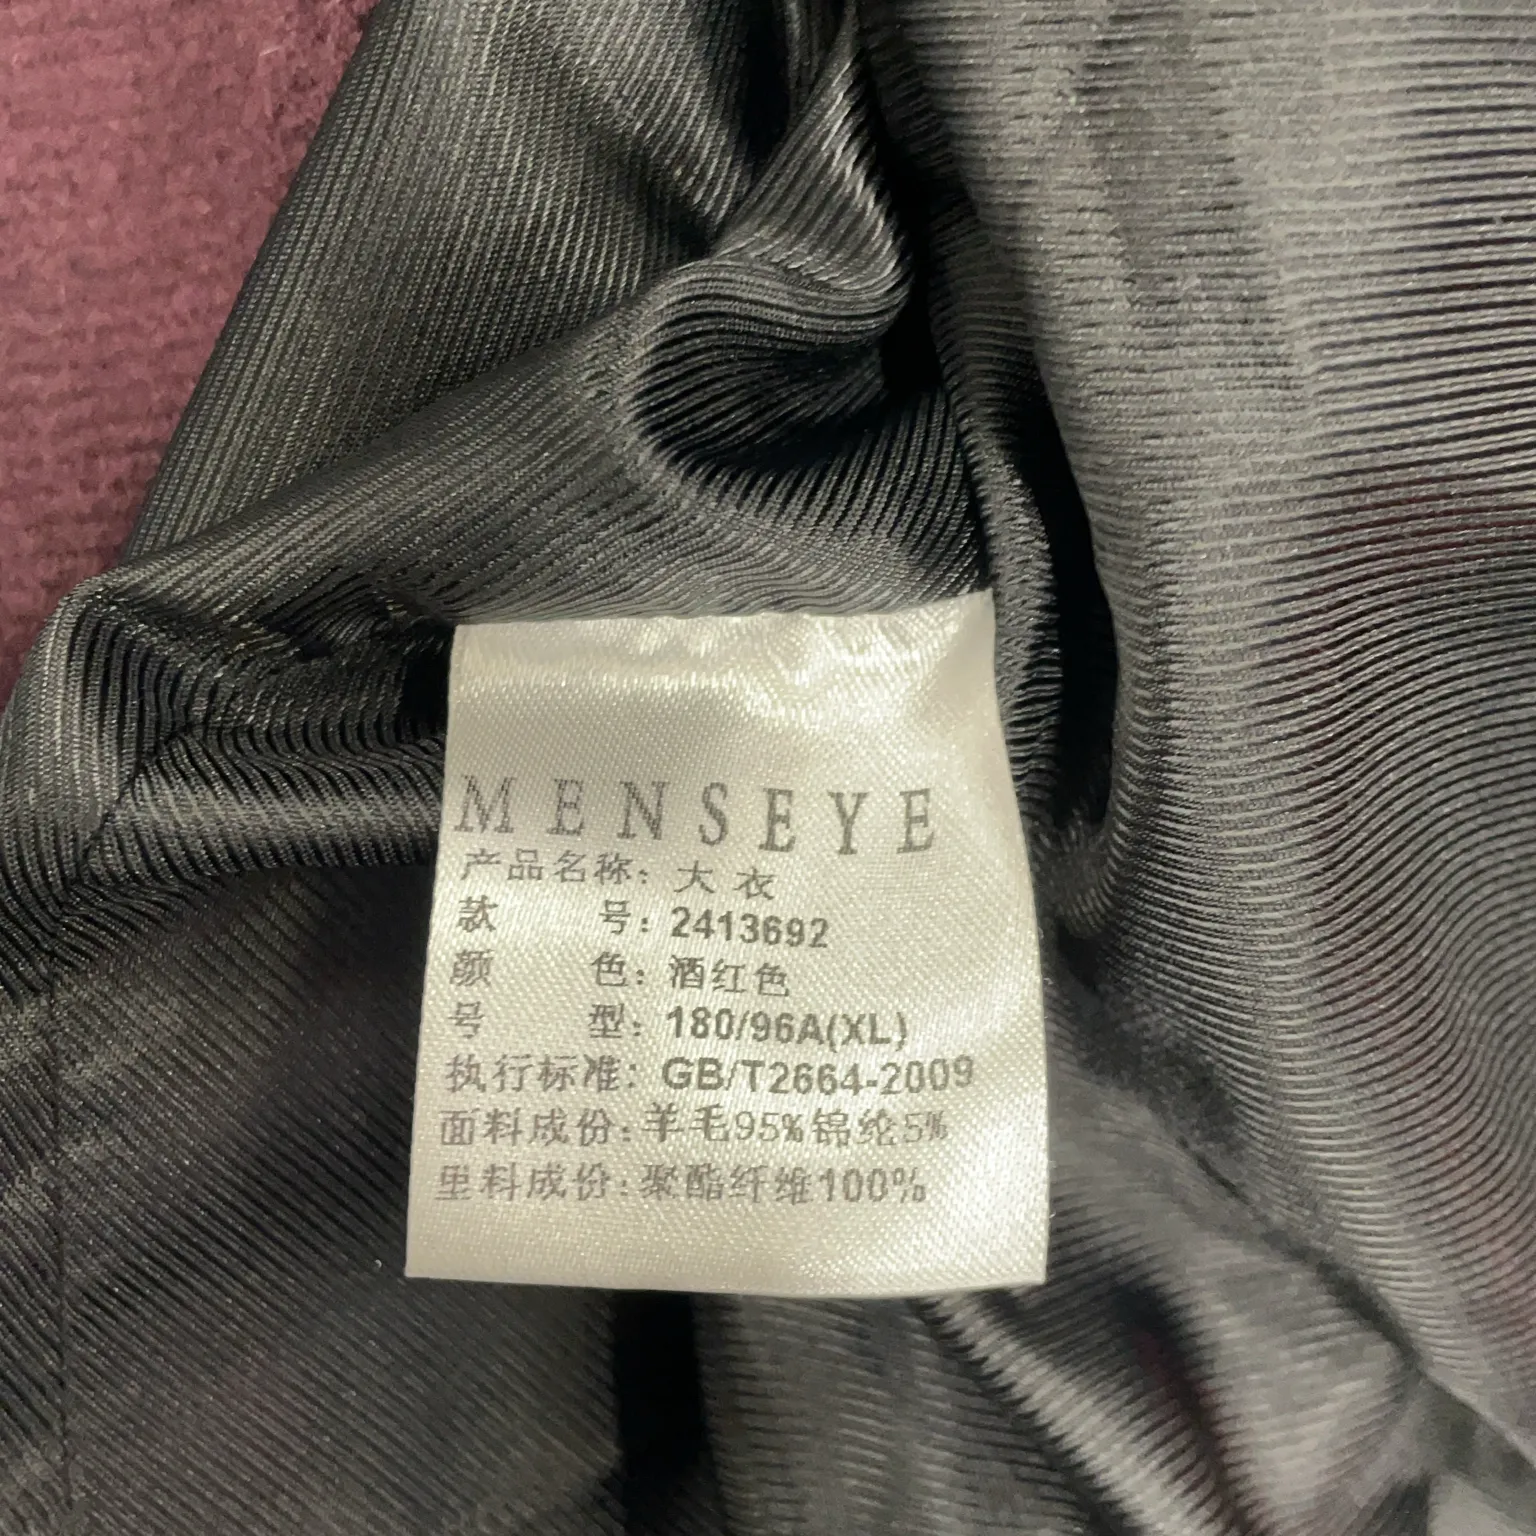 MENSEYE
产品名称：大衣
款 号：2413692
颜 色：酒红色
号 型：180/96A(XL)
执行标准：GB/T2664-2009
面料成份：羊毛95%锦纶5%
里料成份：聚酯纤维100%